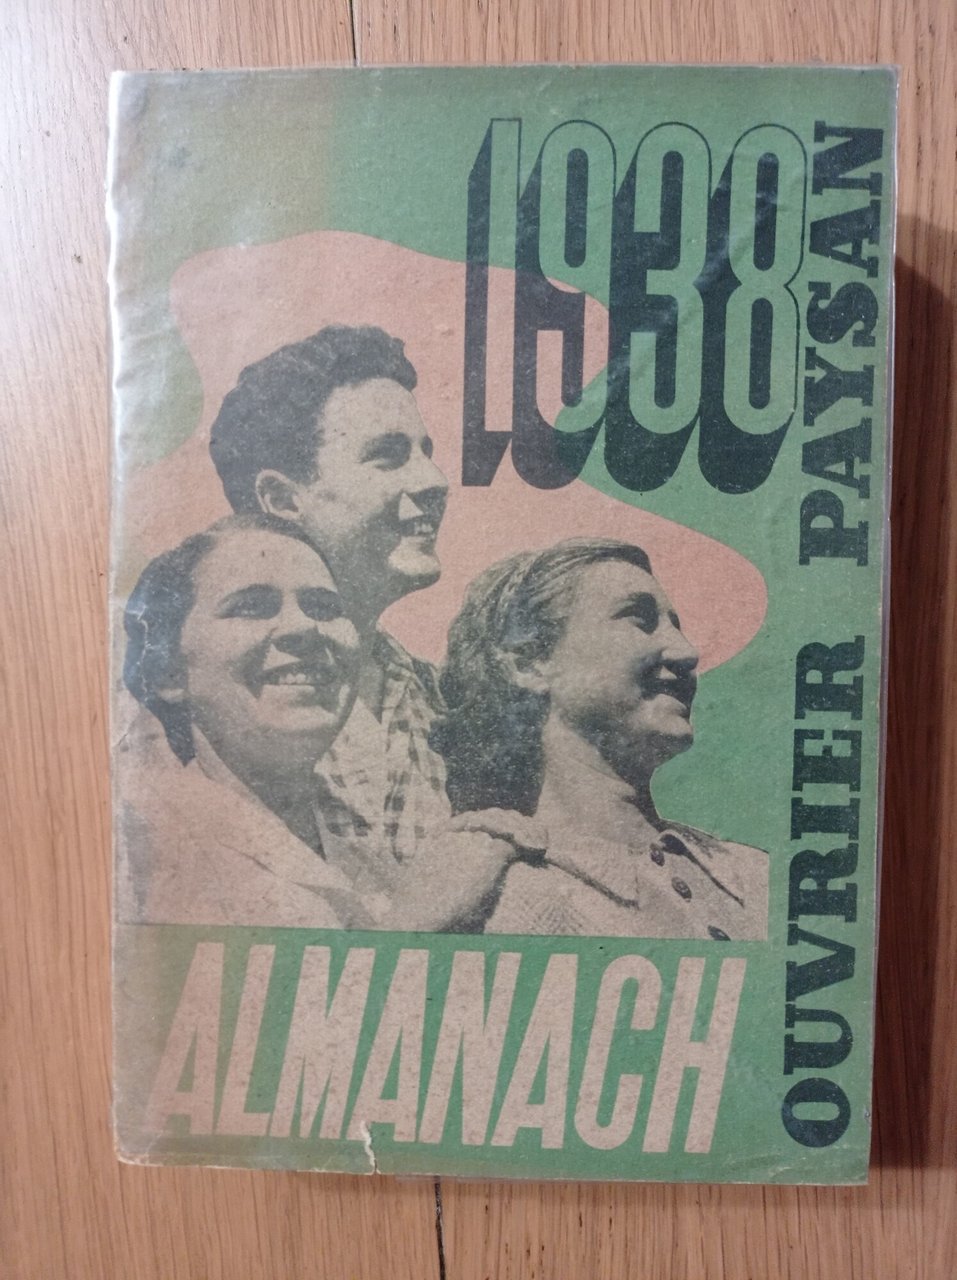 1938
OUVRIER PAYSAN
ALMANACH